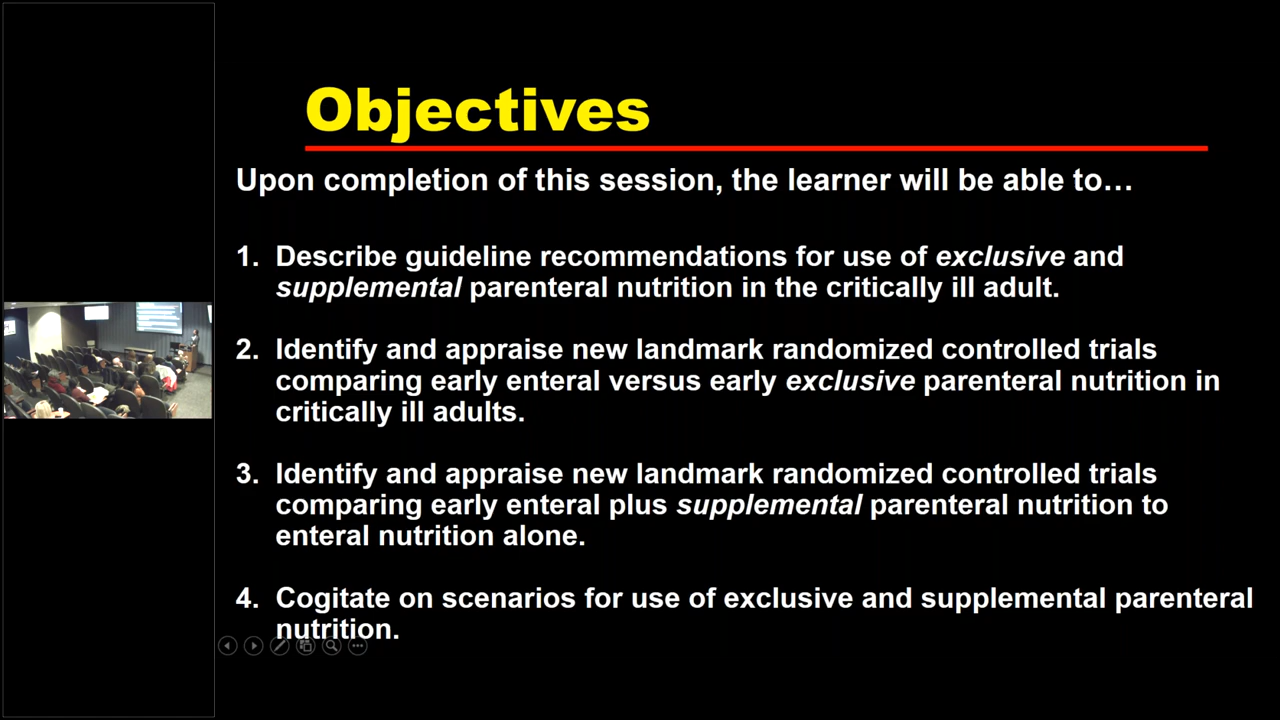 Objectives
Upon completion of this session, the learner will be able to…
1. Describe guideline recommendations for use of exclusive and
supplemental parenteral nutrition in the critically ill adult.
2. Identify and appraise new landmark randomized controlled trials
comparing early enteral versus early exclusive parenteral nutrition in
critically ill adults.
3. Identify and appraise new landmark randomized controlled trials
comparing early enteral plus supplemental parenteral nutrition to
enteral nutrition alone.
4. Cogitate on scenarios for use of exclusive and supplemental parenteral
nutrition.